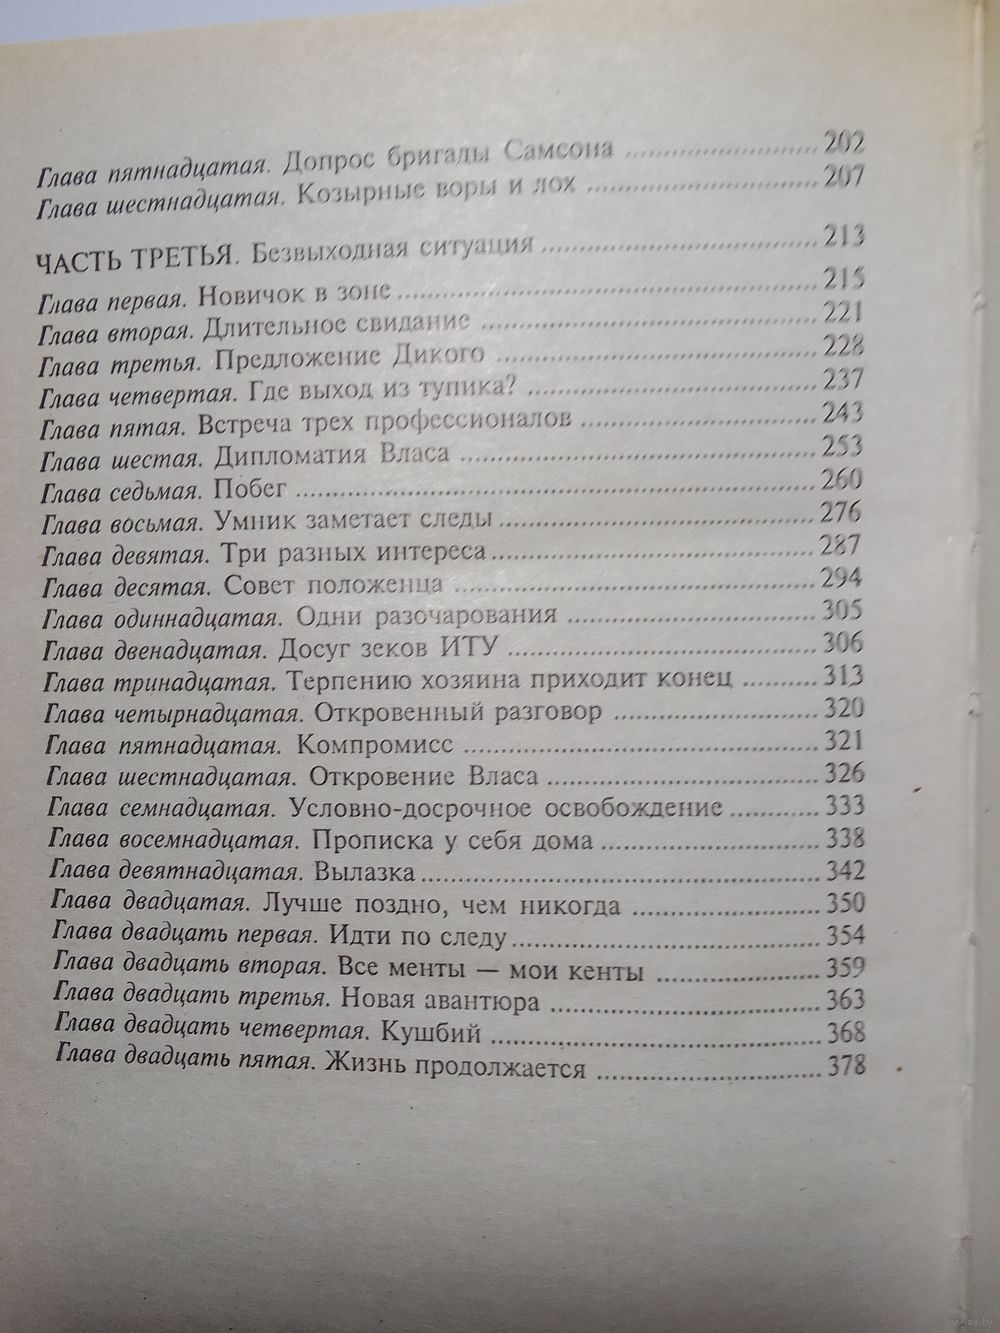 Глава пятнадцатая. Допрос бригады Самсона ........................ 202
Глава шестнадцатая. Козырные воры и лох ........................ 207
ЧАСТЬ ТРЕТЬЯ. Безвыходная ситуация ........................ 213
Глава первая. Новичок в зоне ........................ 215
Глава вторая. Длительное свидание ........................ 221
Глава третья. Предложение Дикого ........................ 228
Глава четвертая. Где выход из тупика? ........................ 237
Глава пятая. Встреча трех профессионалов ........................ 243
Глава шестая. Дипломатия Власа ........................ 253
Глава седьмая. Побег ........................ 260
Глава восьмая. Умник заметает следы ........................ 276
Глава девятая. Три разных интереса ........................ 287
Глава десятая. Совет положенца ........................ 294
Глава одиннадцатая. Одни разочарования ........................ 305
Глава двенадцатая. Досуг зеков ИТУ ........................ 306
Глава тринадцатая. Терпению хозяина приходит конец .......... 313
Глава четырнадцатая. Откровенный разговор ........................ 320
Глава пятнадцатая. Компромисс ........................ 321
Глава шестнадцатая. Откровение Власа ........................ 326
Глава семнадцатая. Условно-досрочное освобождение ............ 333
Глава восемнадцатая. Прописка у себя дома ........................ 338
Глава девятнадцатая. Вылазка ........................ 342
Глава двадцатая. Лучше поздно, чем никогда ........................ 350
Глава двадцать первая. Идти по следу ........................ 354
Глава двадцать вторая. Все менты — мои кенты ........................ 359
Глава двадцать третья. Новая авантюра ........................ 363
Глава двадцать четвертая. Кушбий ........................ 368
Глава двадцать пятая. Жизнь продолжается ........................ 378
www.ay.by